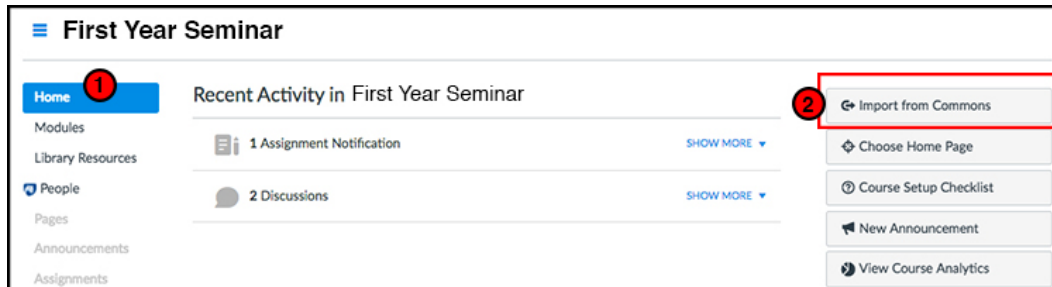 First Year Seminar
1
Home
Modules
Library Resources
People
Pages
Announcements
Assignments
Recent Activity in First Year Seminar
1 Assignment Notification SHOW MORE
2 Discussions SHOW MORE
2
Import from Commons
Choose Home Page
Course Setup Checklist
New Announcement
View Course Analytics